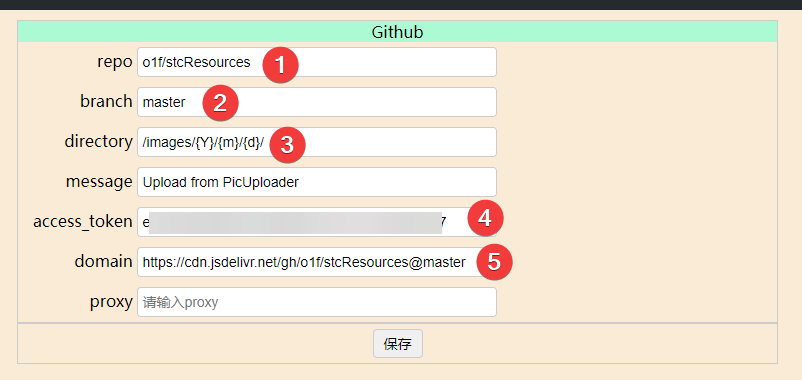 Github
repo o1f/stcResources 1
branch master 2
directory /images/{Y}/{m}/{d}/ 3
message Upload from PicUploader
access_token e 7 4
domain https://cdn.jsdelivr.net/gh/o1f/stcResources@master 5
proxy 请输入proxy
保存